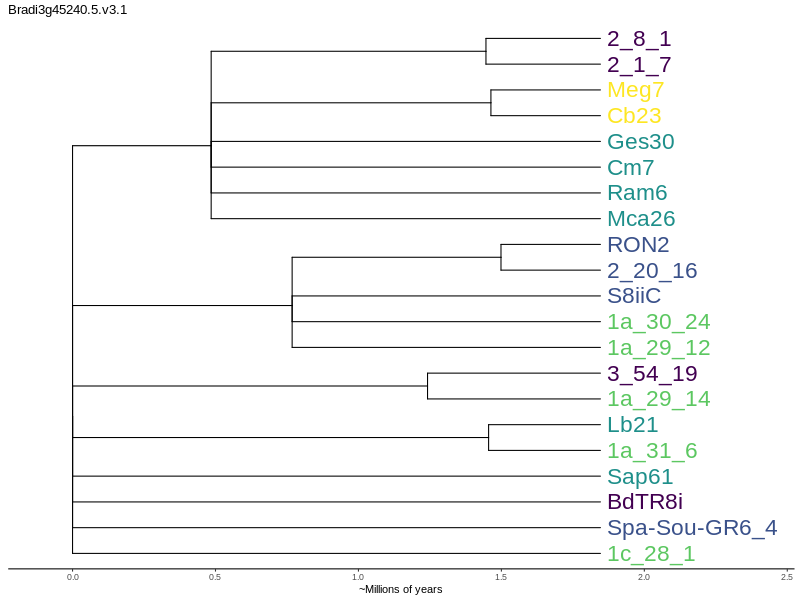 Bradi3g45240.5.v3.1
2_8_1
2_1_7
Meg7
Cb23
Ges30
Cm7
Ram6
Mca26
RON2
2_20_16
S8iiC
1a_30_24
1a_29_12
3_54_19
1a_29_14
Lb21
1a_31_6
Sap61
BdTR8i
Spa-Sou-GR6_4
1c_28_1
0.0 0.5 1.0 1.5 2.0 2.5
~Millions of years